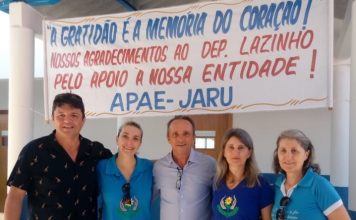 "A GRATIDÃO É A MEMÓRIA DO CORAÇÃO!
NOSSOS AGRADECIMENTOS AO DEP. LAZINHO
PELO APOIO À NOSSA ENTIDADE!
APAE-JARU